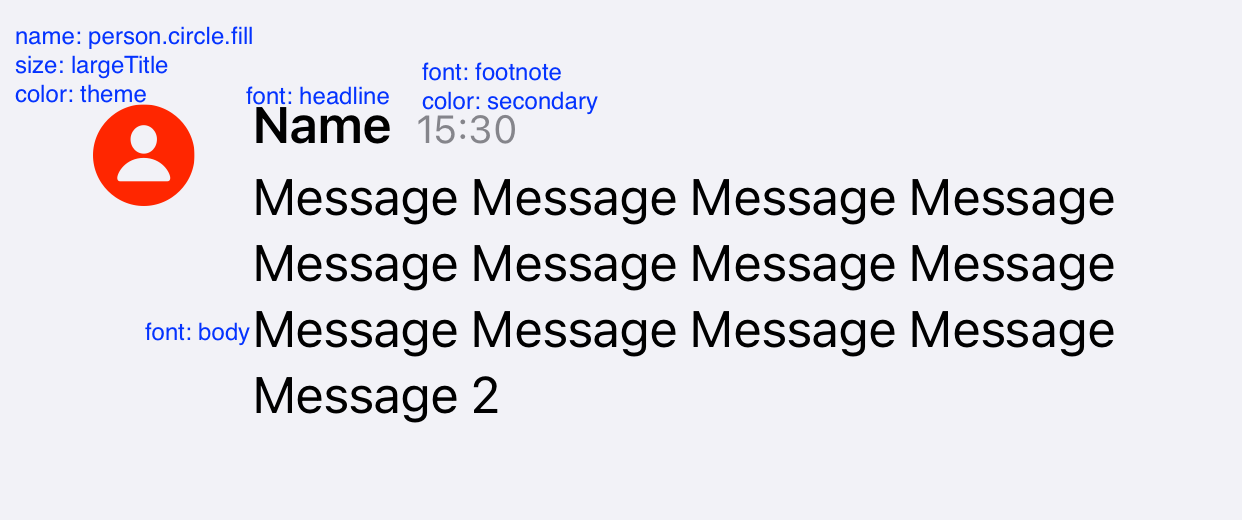 name: person.circle.fill
size: largeTitle
color: theme
font: headline
font: footnote
color: secondary
Name 15:30
Message Message Message Message
Message Message Message Message
font: body
Message Message Message Message
Message 2